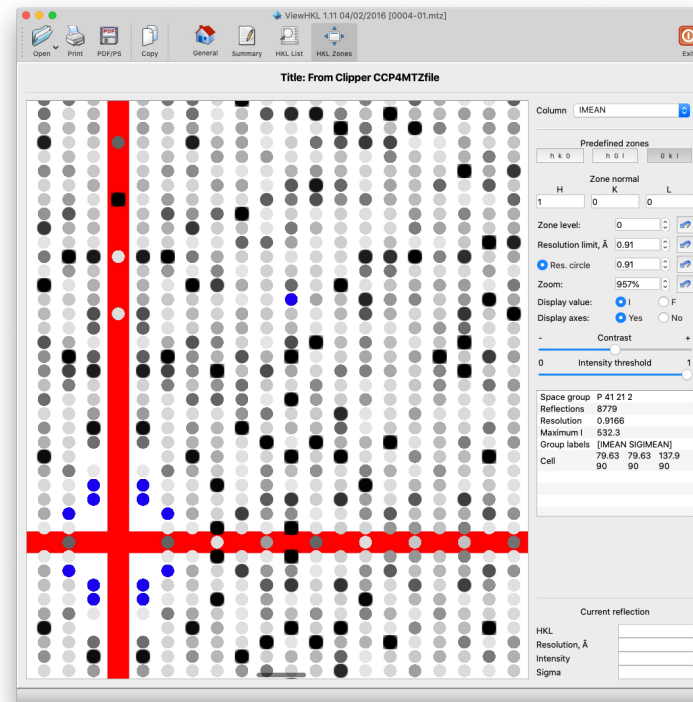 ViewHKL 1.11 04/02/2016 [0004-01.mtz]
Open Print PDF/PS Copy General Summary HKL List HKL Zones Exit
Title: From Clipper CCP4MTZfile
Column IMEAN
Predefined zones
h k 0 h 0 l 0 k l
Zone normal
H K L
1 0 0
Zone level: 0
Resolution limit, Å 0.91
Res. circle 0.91
Zoom: 957%
Display value: I F
Display axes: Yes No
- Contrast +
0 Intensity threshold 1
Space group P 41 21 2
Reflections 8779
Resolution 0.9166
Maximum I 532.3
Group labels [IMEAN SIGIMEAN]
Cell 79.63 79.63 137.9
90 90 90
Current reflection
HKL
Resolution, Å
Intensity
Sigma